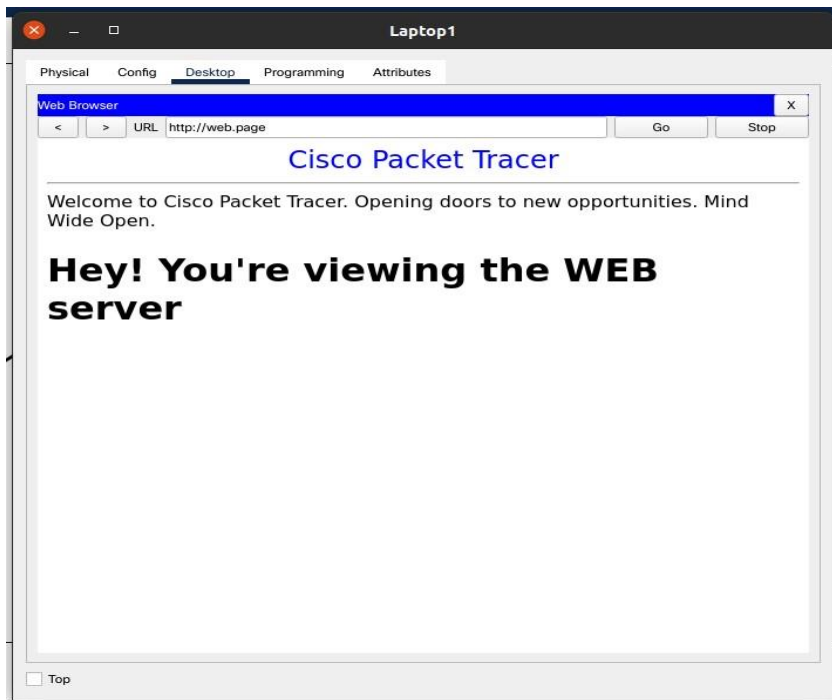 Laptop1
Physical Config Desktop Programming Attributes
Web Browser X
< > URL http://web.page Go Stop
Cisco Packet Tracer
Welcome to Cisco Packet Tracer. Opening doors to new opportunities. Mind
Wide Open.
Hey! You're viewing the WEB
server
Top